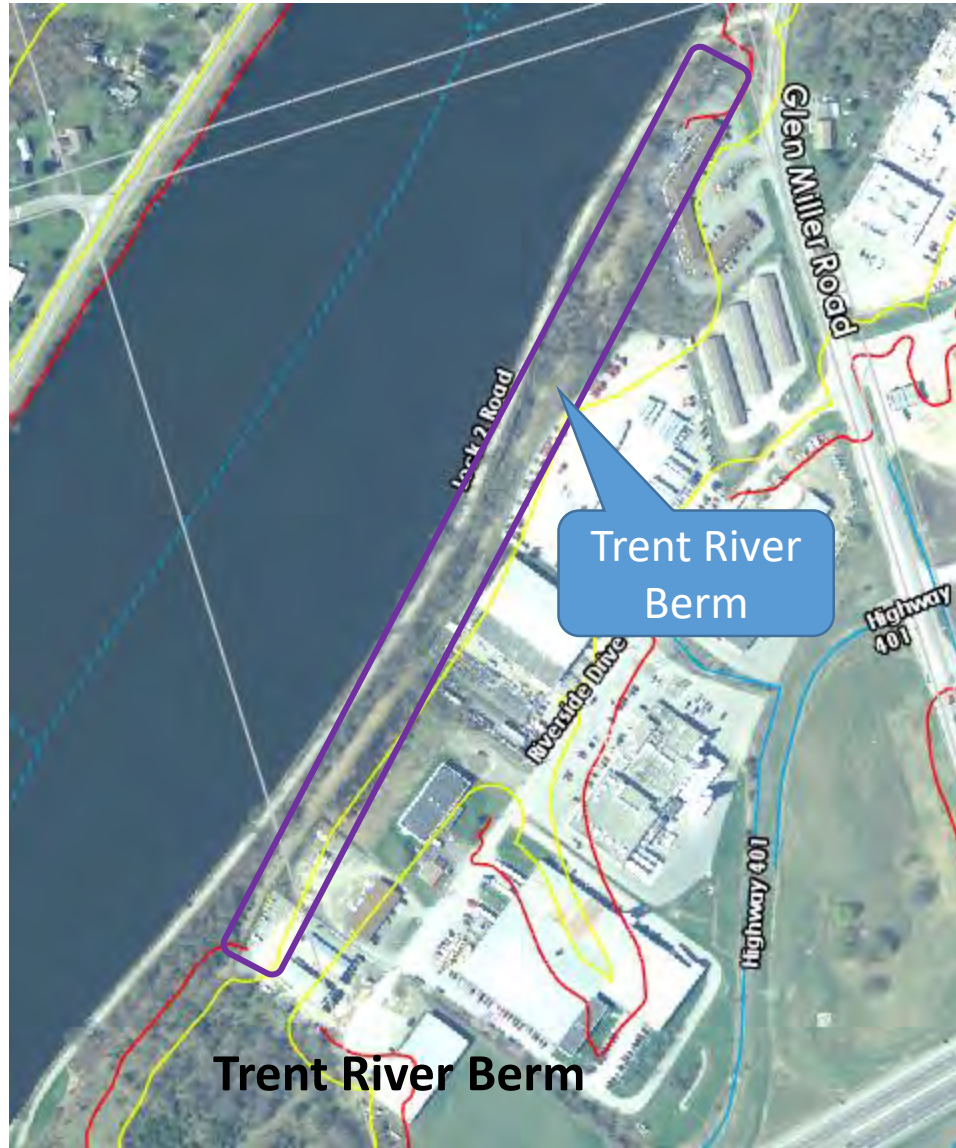 Glen Miller Road
Lock 2 Road
Trent River
Berm
Highway
401
Riverside Drive
Highway 401
Trent River Berm